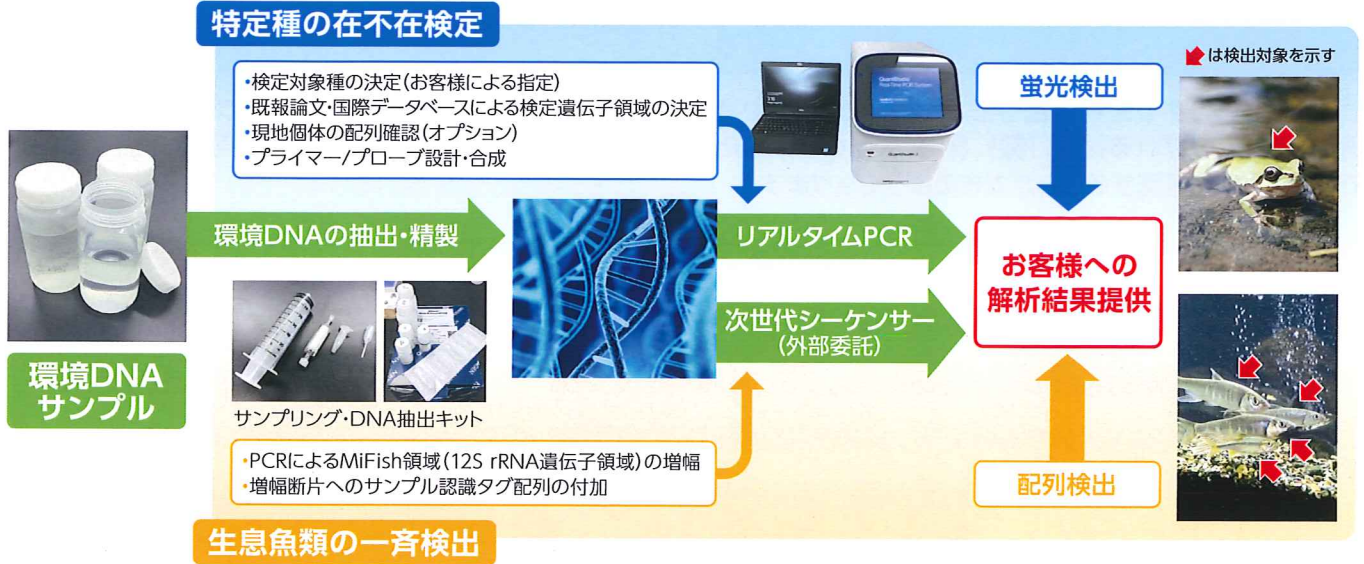 特定種の在不在検定
・検定対象種の決定(お客様による指定)
・既報論文・国際データベースによる検定遺伝子領域の決定
・現地個体の配列確認(オプション)
・プライマー/プローブ設計・合成
蛍光検出
は検出対象を示す
環境DNAの抽出・精製
リアルタイムPCR
お客様への
解析結果提供
次世代シーケンサー
(外部委託)
環境DNA
サンプル
サンプリング・DNA抽出キット
・PCRによるMiFish領域(12S rRNA遺伝子領域)の増幅
・増幅断片へのサンプル認識タグ配列の付加
配列検出
生息魚類の一斉検出